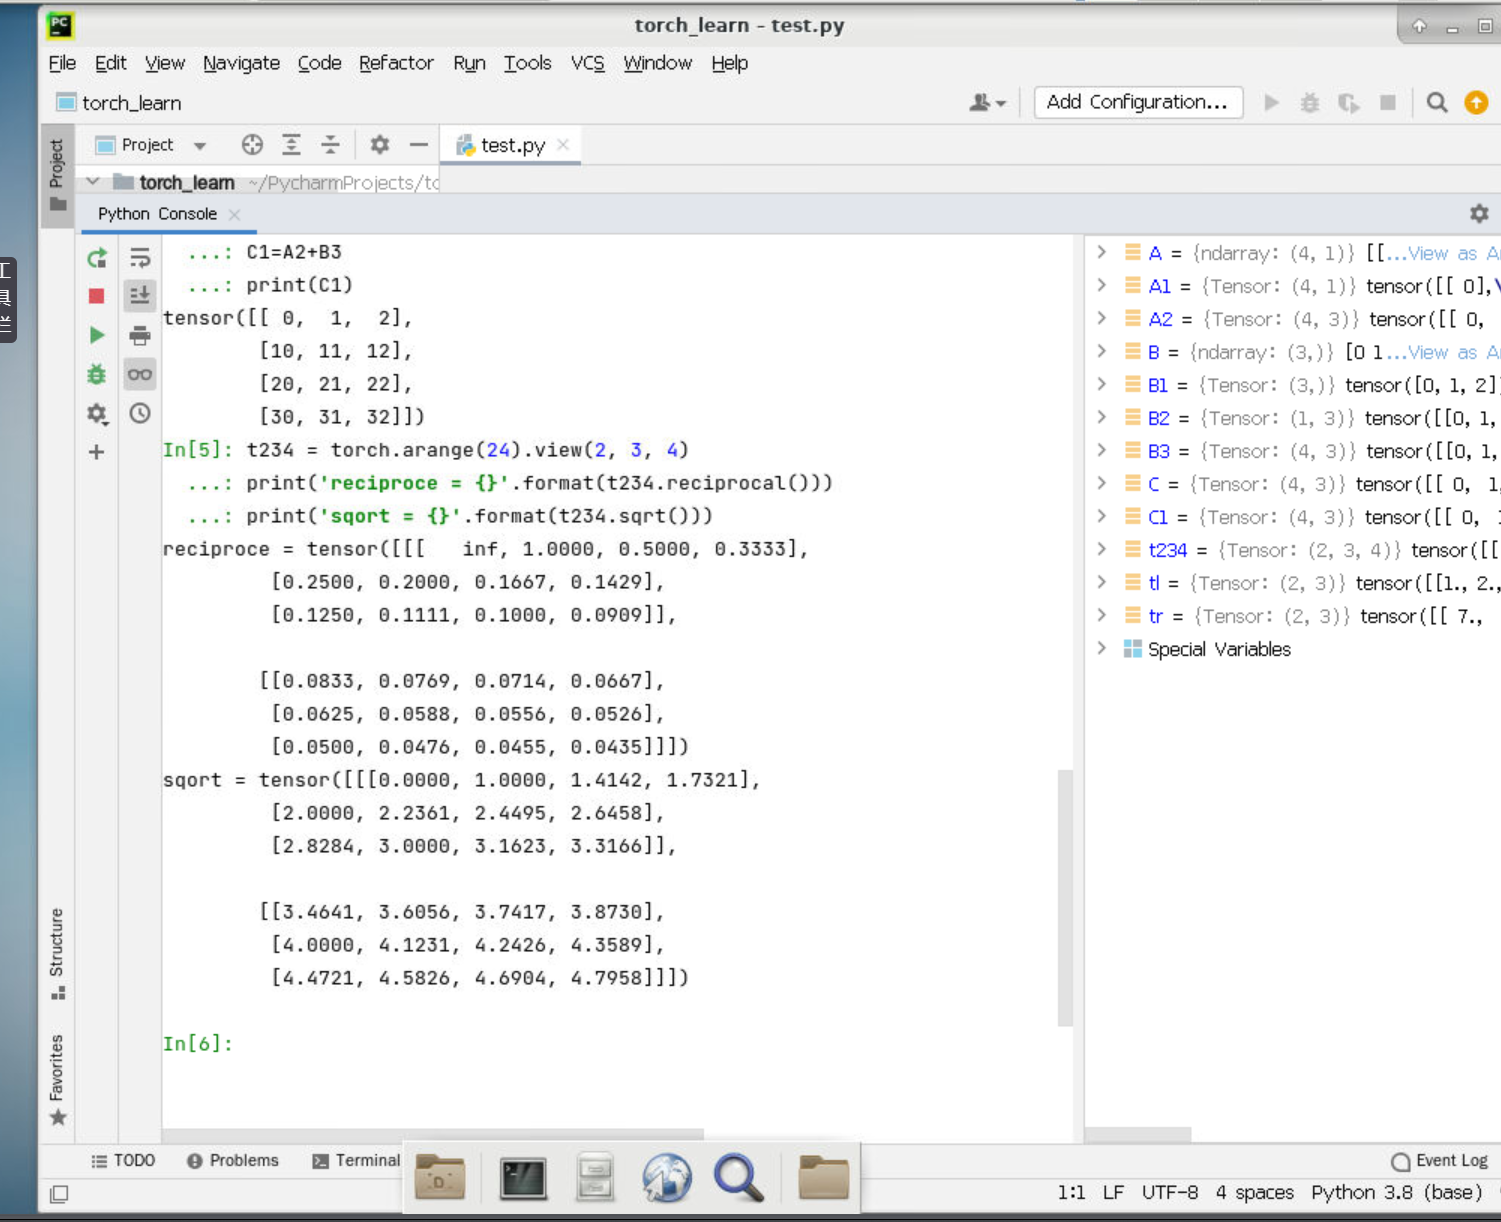 torch_learn - test.py
File Edit View Navigate Code Refactor Run Tools VCS Window Help
torch_learn
Add Configuration...
Project
test.py
Project
torch_learn ~/PycharmProjects/to
Python Console
工
具
栏
...: C1=A2+B3
...: print(C1)
tensor([[ 0,  1,  2],
        [10, 11, 12],
        [20, 21, 22],
        [30, 31, 32]])
In[5]: t234 = torch.arange(24).view(2, 3, 4)
...: print('reciproce = {}'.format(t234.reciprocal()))
...: print('sqort = {}'.format(t234.sqrt()))
reciproce = tensor([[[   inf, 1.0000, 0.5000, 0.3333],
         [0.2500, 0.2000, 0.1667, 0.1429],
         [0.1250, 0.1111, 0.1000, 0.0909]],
        [[0.0833, 0.0769, 0.0714, 0.0667],
         [0.0625, 0.0588, 0.0556, 0.0526],
         [0.0500, 0.0476, 0.0455, 0.0435]]])
sqort = tensor([[[0.0000, 1.0000, 1.4142, 1.7321],
         [2.0000, 2.2361, 2.4495, 2.6458],
         [2.8284, 3.0000, 3.1623, 3.3166]],
        [[3.4641, 3.6056, 3.7417, 3.8730],
         [4.0000, 4.1231, 4.2426, 4.3589],
         [4.4721, 4.5826, 4.6904, 4.7958]]])
In[6]:
A = {ndarray: (4, 1)} [[...View as A
A1 = {Tensor: (4, 1)} tensor([[ 0],\
A2 = {Tensor: (4, 3)} tensor([[ 0,
B = {ndarray: (3,)} [0 1...View as A
B1 = {Tensor: (3,)} tensor([0, 1, 2]
B2 = {Tensor: (1, 3)} tensor([[0, 1,
B3 = {Tensor: (4, 3)} tensor([[0, 1,
C = {Tensor: (4, 3)} tensor([[ 0,  1,
C1 = {Tensor: (4, 3)} tensor([[ 0,
t234 = {Tensor: (2, 3, 4)} tensor([[
tl = {Tensor: (2, 3)} tensor([[1., 2.,
tr = {Tensor: (2, 3)} tensor([[ 7.,
Special Variables
Structure
Favorites
TODO Problems Terminal
Event Log
1:1 LF UTF-8 4 spaces Python 3.8 (base)